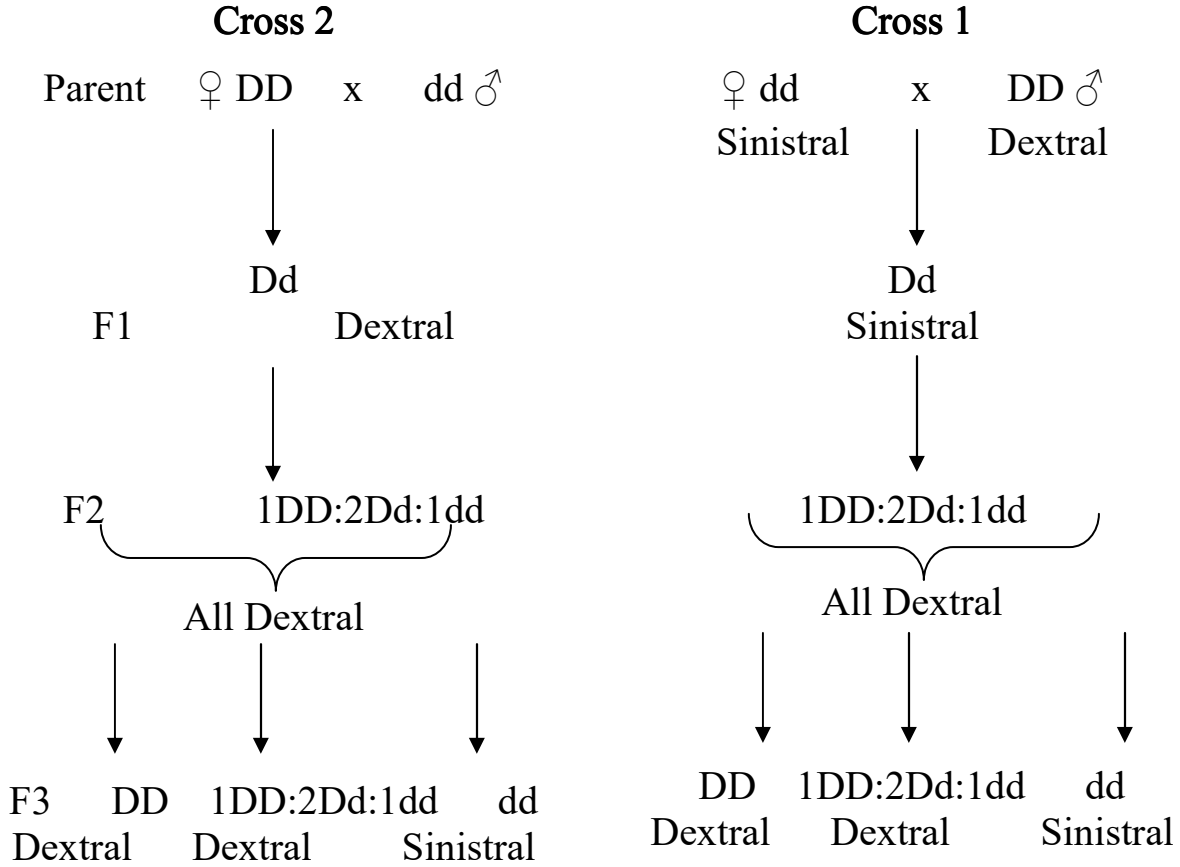 Cross 2 Cross 1
Parent ♀ DD x dd ♂ ♀ dd x DD ♂
Sinistral Dextral
Dd Dd
F1 Dextral Sinistral
F2 1DD:2Dd:1dd 1DD:2Dd:1dd
All Dextral All Dextral
F3 DD 1DD:2Dd:1dd dd DD 1DD:2Dd:1dd dd
Dextral Dextral Sinistral Dextral Dextral Sinistral